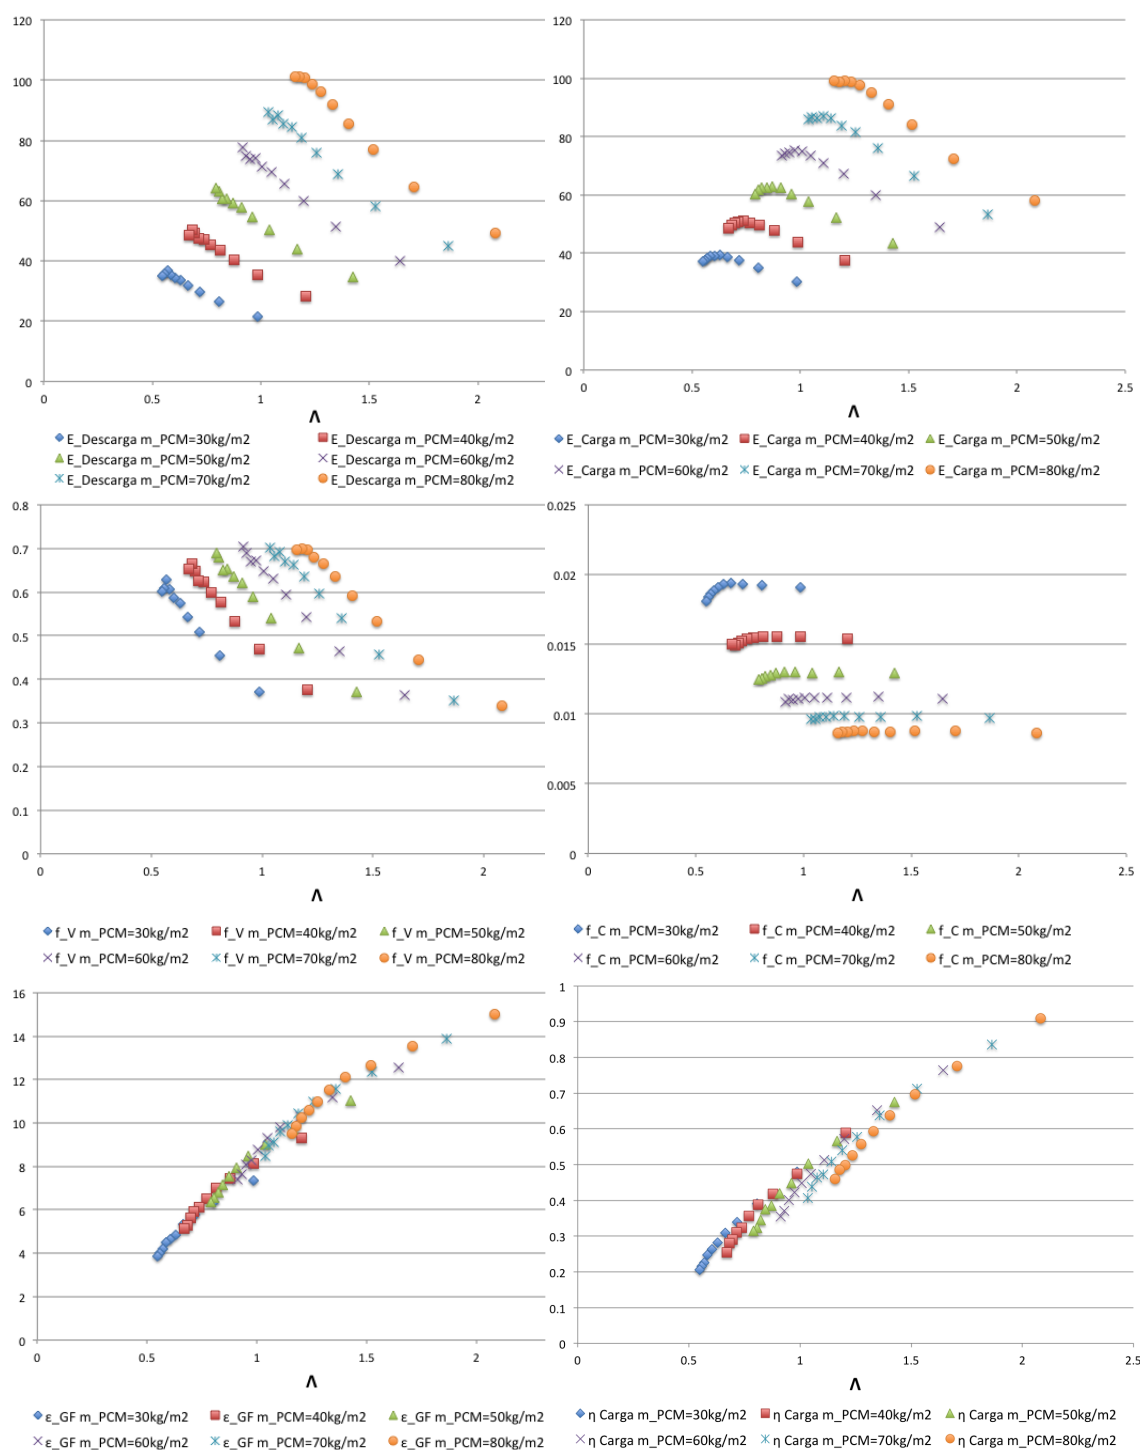 120
100
80
60
40
20
0
0 0.5 1 1.5 2
Λ
E_Descarga m_PCM=30kg/m2 E_Descarga m_PCM=40kg/m2
E_Descarga m_PCM=50kg/m2 E_Descarga m_PCM=60kg/m2
E_Descarga m_PCM=70kg/m2 E_Descarga m_PCM=80kg/m2
120
100
80
60
40
20
0
0 0.5 1 1.5 2 2.5
Λ
E_Carga m_PCM=30kg/m2 E_Carga m_PCM=40kg/m2 E_Carga m_PCM=50kg/m2
E_Carga m_PCM=60kg/m2 E_Carga m_PCM=70kg/m2 E_Carga m_PCM=80kg/m2
0.8
0.7
0.6
0.5
0.4
0.3
0.2
0.1
0
0 0.5 1 1.5 2
Λ
f_V m_PCM=30kg/m2 f_V m_PCM=40kg/m2 f_V m_PCM=50kg/m2
f_V m_PCM=60kg/m2 f_V m_PCM=70kg/m2 f_V m_PCM=80kg/m2
0.025
0.02
0.015
0.01
0.005
0
0 0.5 1 1.5 2 2.5
Λ
f_C m_PCM=30kg/m2 f_C m_PCM=40kg/m2 f_C m_PCM=50kg/m2
f_C m_PCM=60kg/m2 f_C m_PCM=70kg/m2 f_C m_PCM=80kg/m2
16
14
12
10
8
6
4
2
0
0 0.5 1 1.5 2
Λ
ε_GF m_PCM=30kg/m2 ε_GF m_PCM=40kg/m2 ε_GF m_PCM=50kg/m2
ε_GF m_PCM=60kg/m2 ε_GF m_PCM=70kg/m2 ε_GF m_PCM=80kg/m2
1
0.9
0.8
0.7
0.6
0.5
0.4
0.3
0.2
0.1
0
0 0.5 1 1.5 2 2.5
Λ
η Carga m_PCM=30kg/m2 η Carga m_PCM=40kg/m2 η Carga m_PCM=50kg/m2
η Carga m_PCM=60kg/m2 η Carga m_PCM=70kg/m2 η Carga m_PCM=80kg/m2